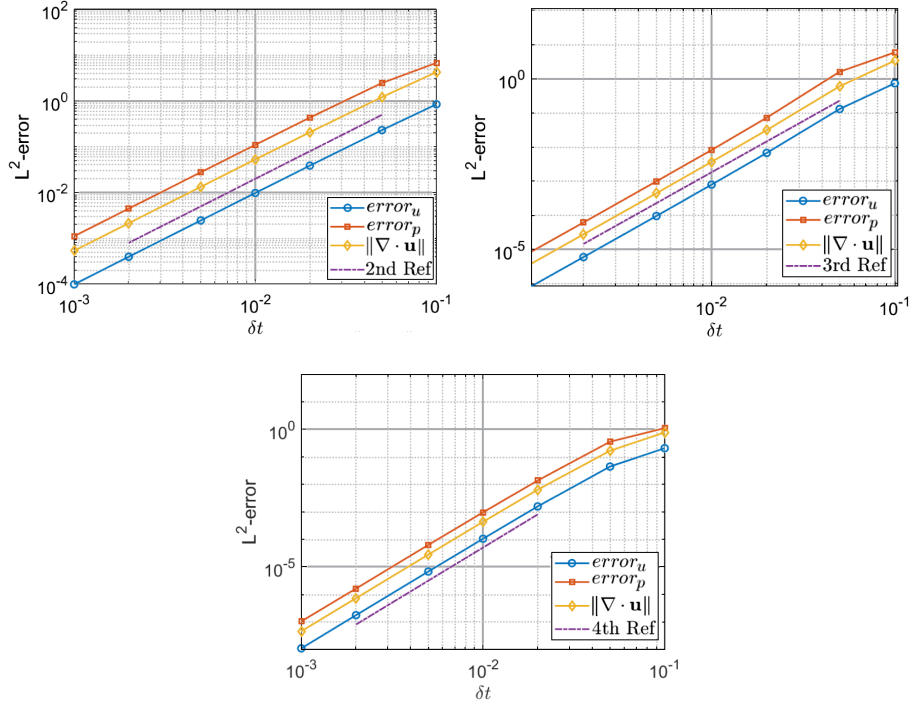 10^2
10^0
10^-2
10^-4
L^2-error
error_u
error_p
‖∇ · u‖
2nd Ref
10^-3
10^-2
10^-1
δt
10^0
10^-5
L^2-error
error_u
error_p
‖∇ · u‖
3rd Ref
10^-2
10^-1
δt
10^0
10^-5
L^2-error
error_u
error_p
‖∇ · u‖
4th Ref
10^-3
10^-2
10^-1
δt